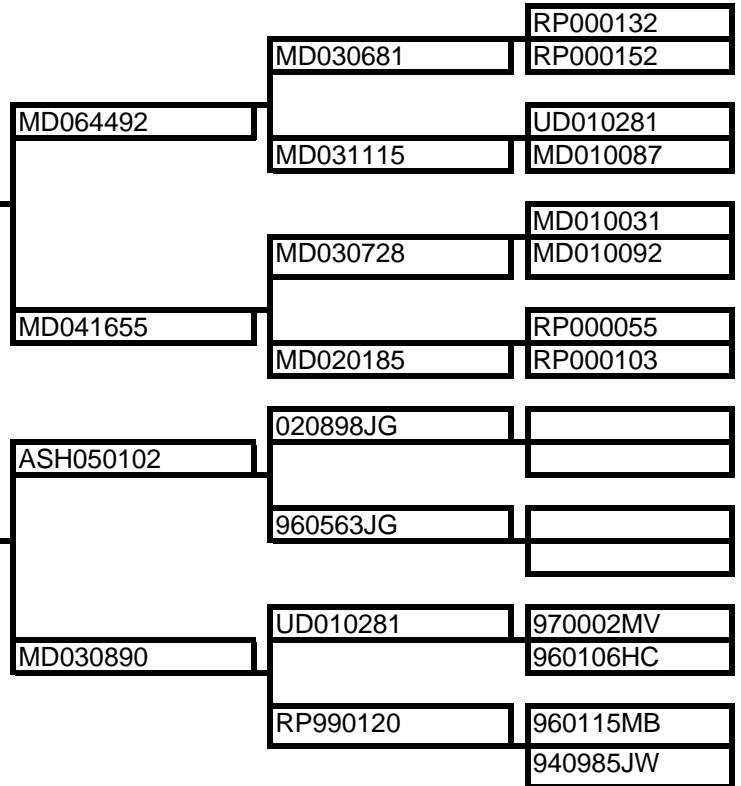 RP000132
MD030681 RP000152
MD064492 UD010281
MD031115 MD010087
MD010031
MD030728 MD010092
MD041655 RP000055
MD020185 RP000103
020898JG
ASH050102
960563JG
UD010281 970002MV
MD030890 960106HC
RP990120 960115MB
940985JW